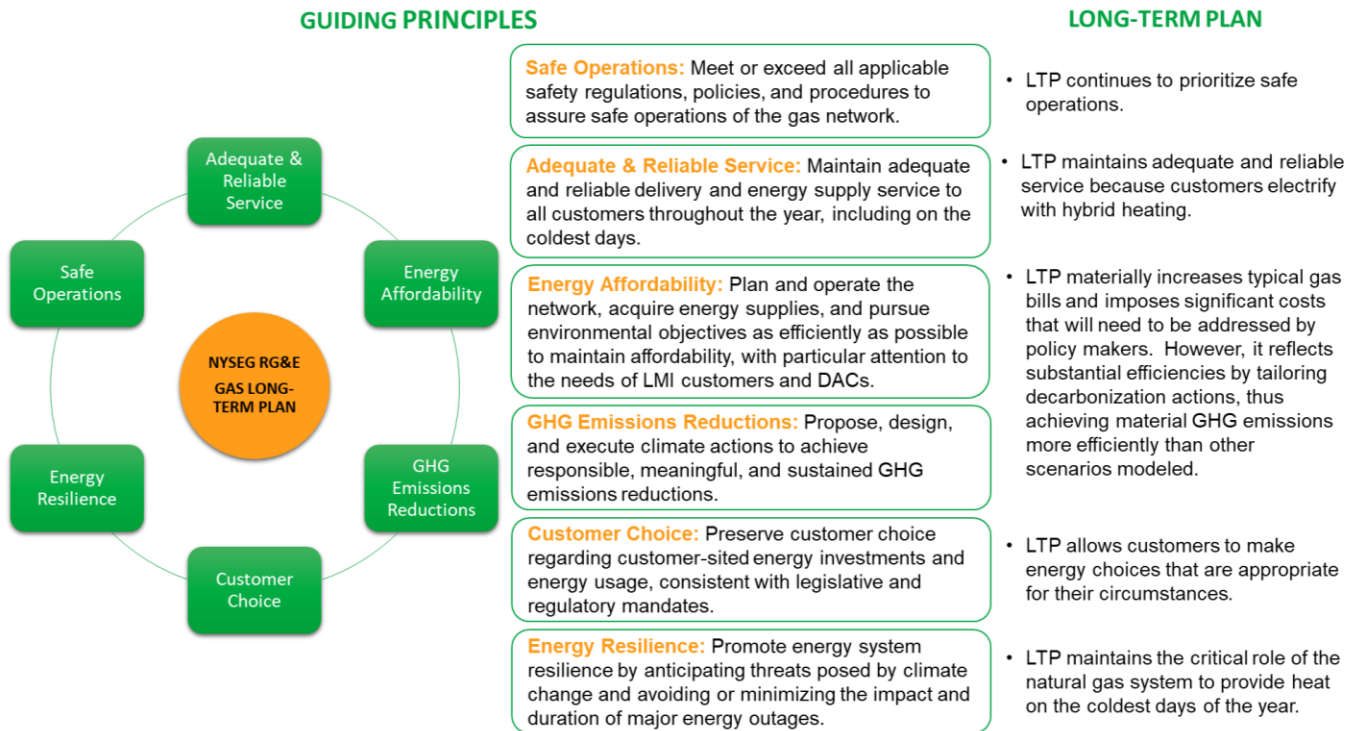 GUIDING PRINCIPLES
LONG-TERM PLAN
Adequate &
Reliable
Service
Safe
Operations
Energy
Affordability
NYSEG RG&E
GAS LONG-
TERM PLAN
Energy
Resilience
GHG
Emissions
Reductions
Customer
Choice
Safe Operations: Meet or exceed all applicable
safety regulations, policies, and procedures to
assure safe operations of the gas network.
• LTP continues to prioritize safe
operations.
Adequate & Reliable Service: Maintain adequate
and reliable delivery and energy supply service to
all customers throughout the year, including on the
coldest days.
• LTP maintains adequate and reliable
service because customers electrify
with hybrid heating.
Energy Affordability: Plan and operate the
network, acquire energy supplies, and pursue
environmental objectives as efficiently as possible
to maintain affordability, with particular attention to
the needs of LMI customers and DACs.
GHG Emissions Reductions: Propose, design,
and execute climate actions to achieve
responsible, meaningful, and sustained GHG
emissions reductions.
• LTP materially increases typical gas
bills and imposes significant costs
that will need to be addressed by
policy makers. However, it reflects
substantial efficiencies by tailoring
decarbonization actions, thus
achieving material GHG emissions
more efficiently than other
scenarios modeled.
Customer Choice: Preserve customer choice
regarding customer-sited energy investments and
energy usage, consistent with legislative and
regulatory mandates.
• LTP allows customers to make
energy choices that are appropriate
for their circumstances.
Energy Resilience: Promote energy system
resilience by anticipating threats posed by climate
change and avoiding or minimizing the impact and
duration of major energy outages.
• LTP maintains the critical role of the
natural gas system to provide heat
on the coldest days of the year.